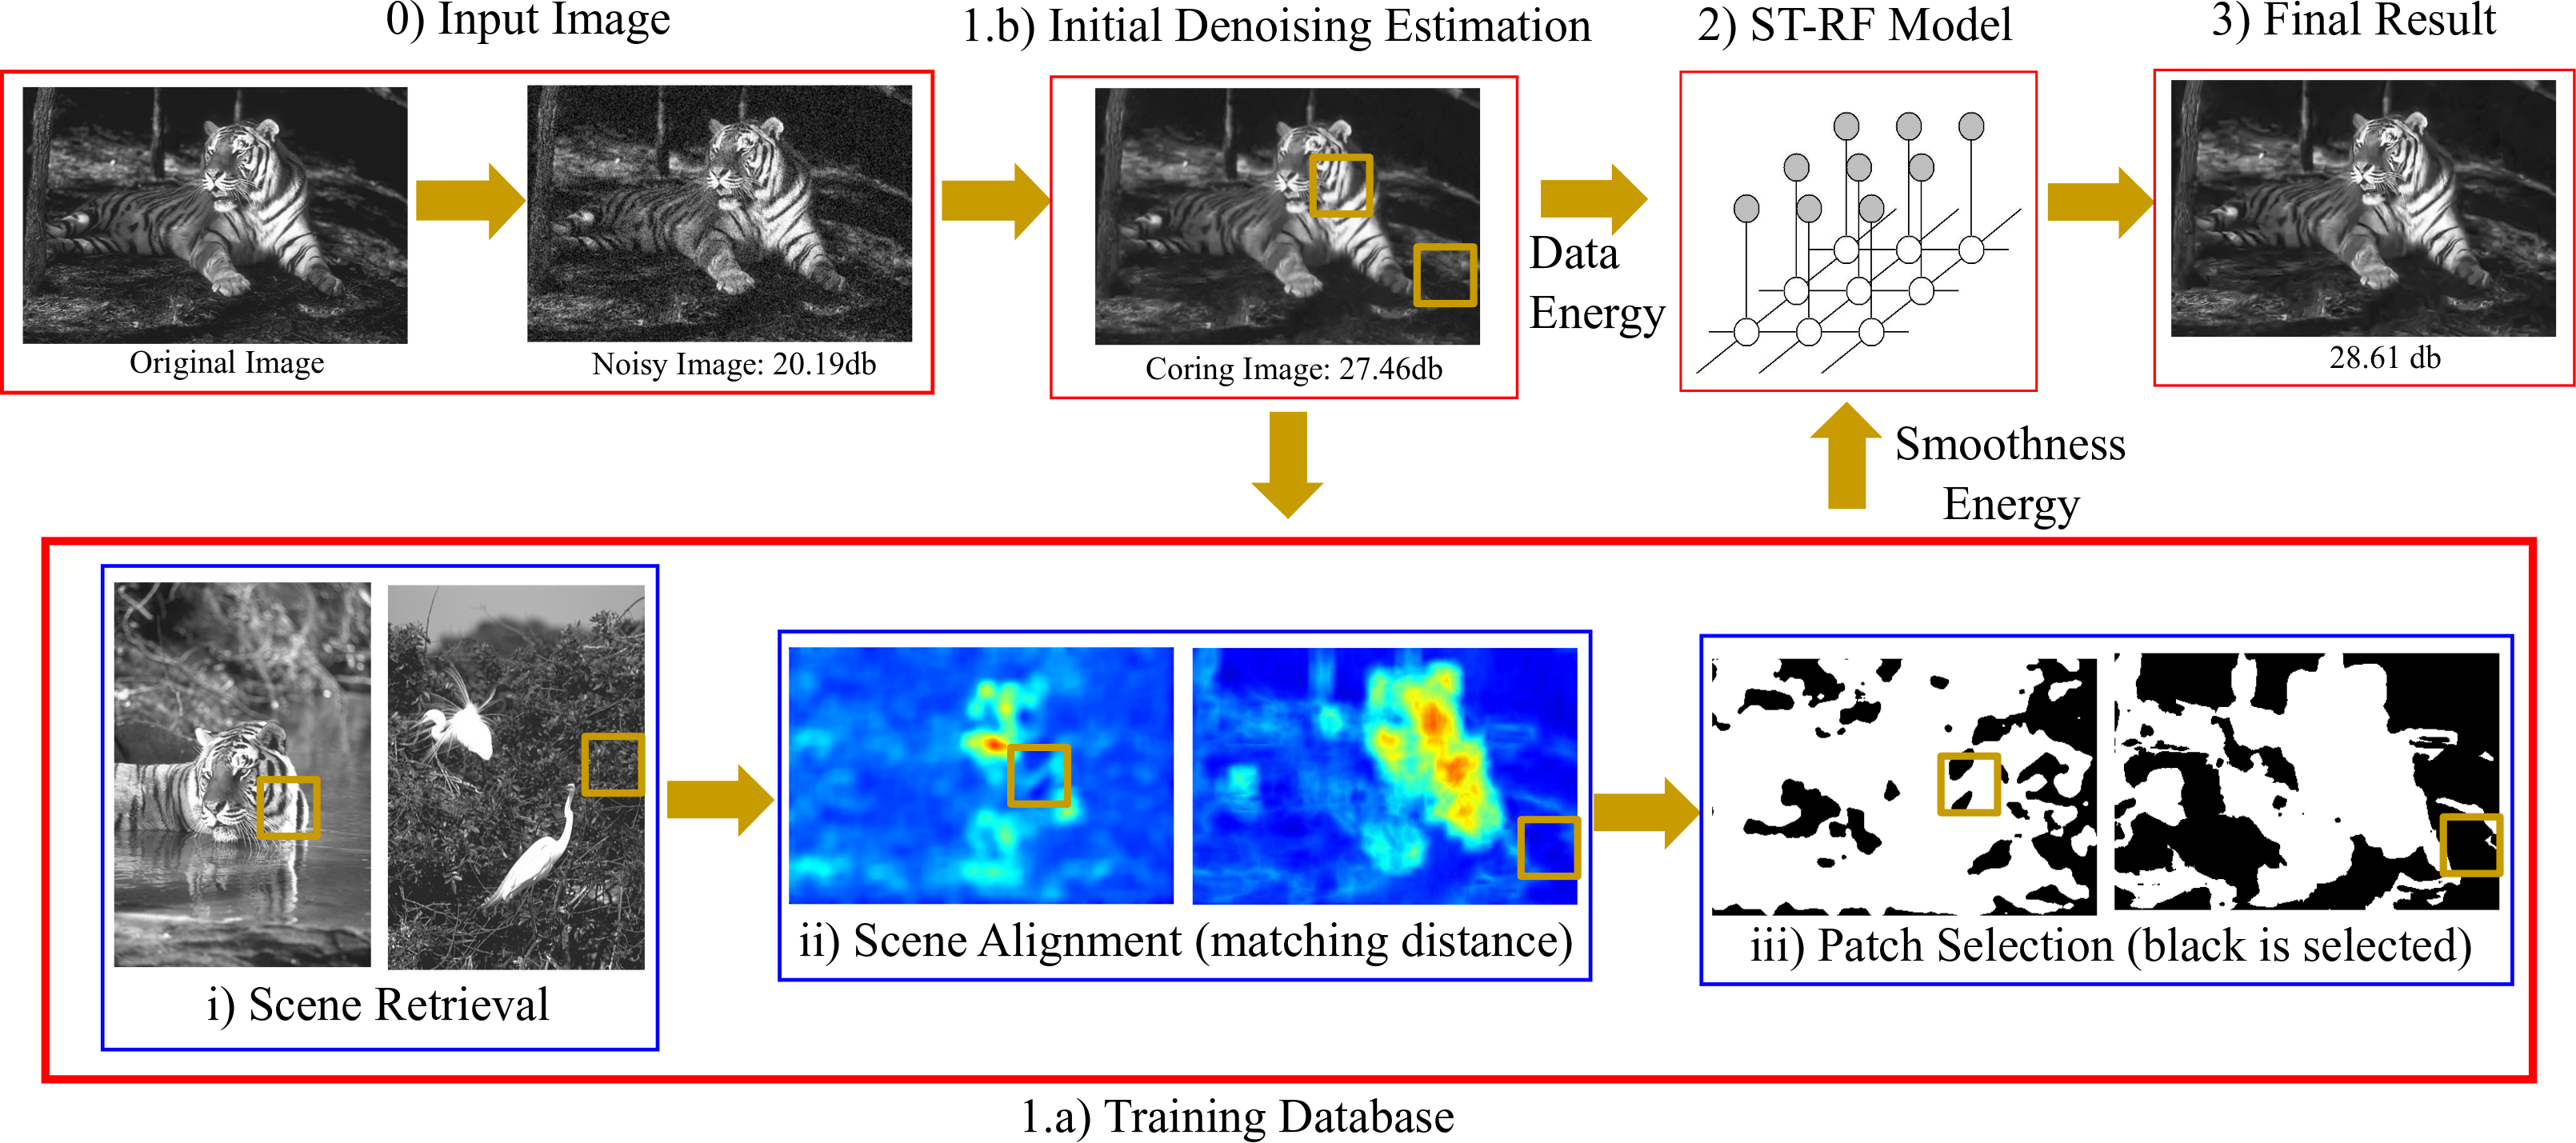 0) Input Image
1.b) Initial Denoising Estimation
2) ST-RF Model
3) Final Result
Original Image
Noisy Image: 20.19db
Coring Image: 27.46db
Data
Energy
28.61 db
Smoothness
Energy
i) Scene Retrieval
ii) Scene Alignment (matching distance)
iii) Patch Selection (black is selected)
1.a) Training Database